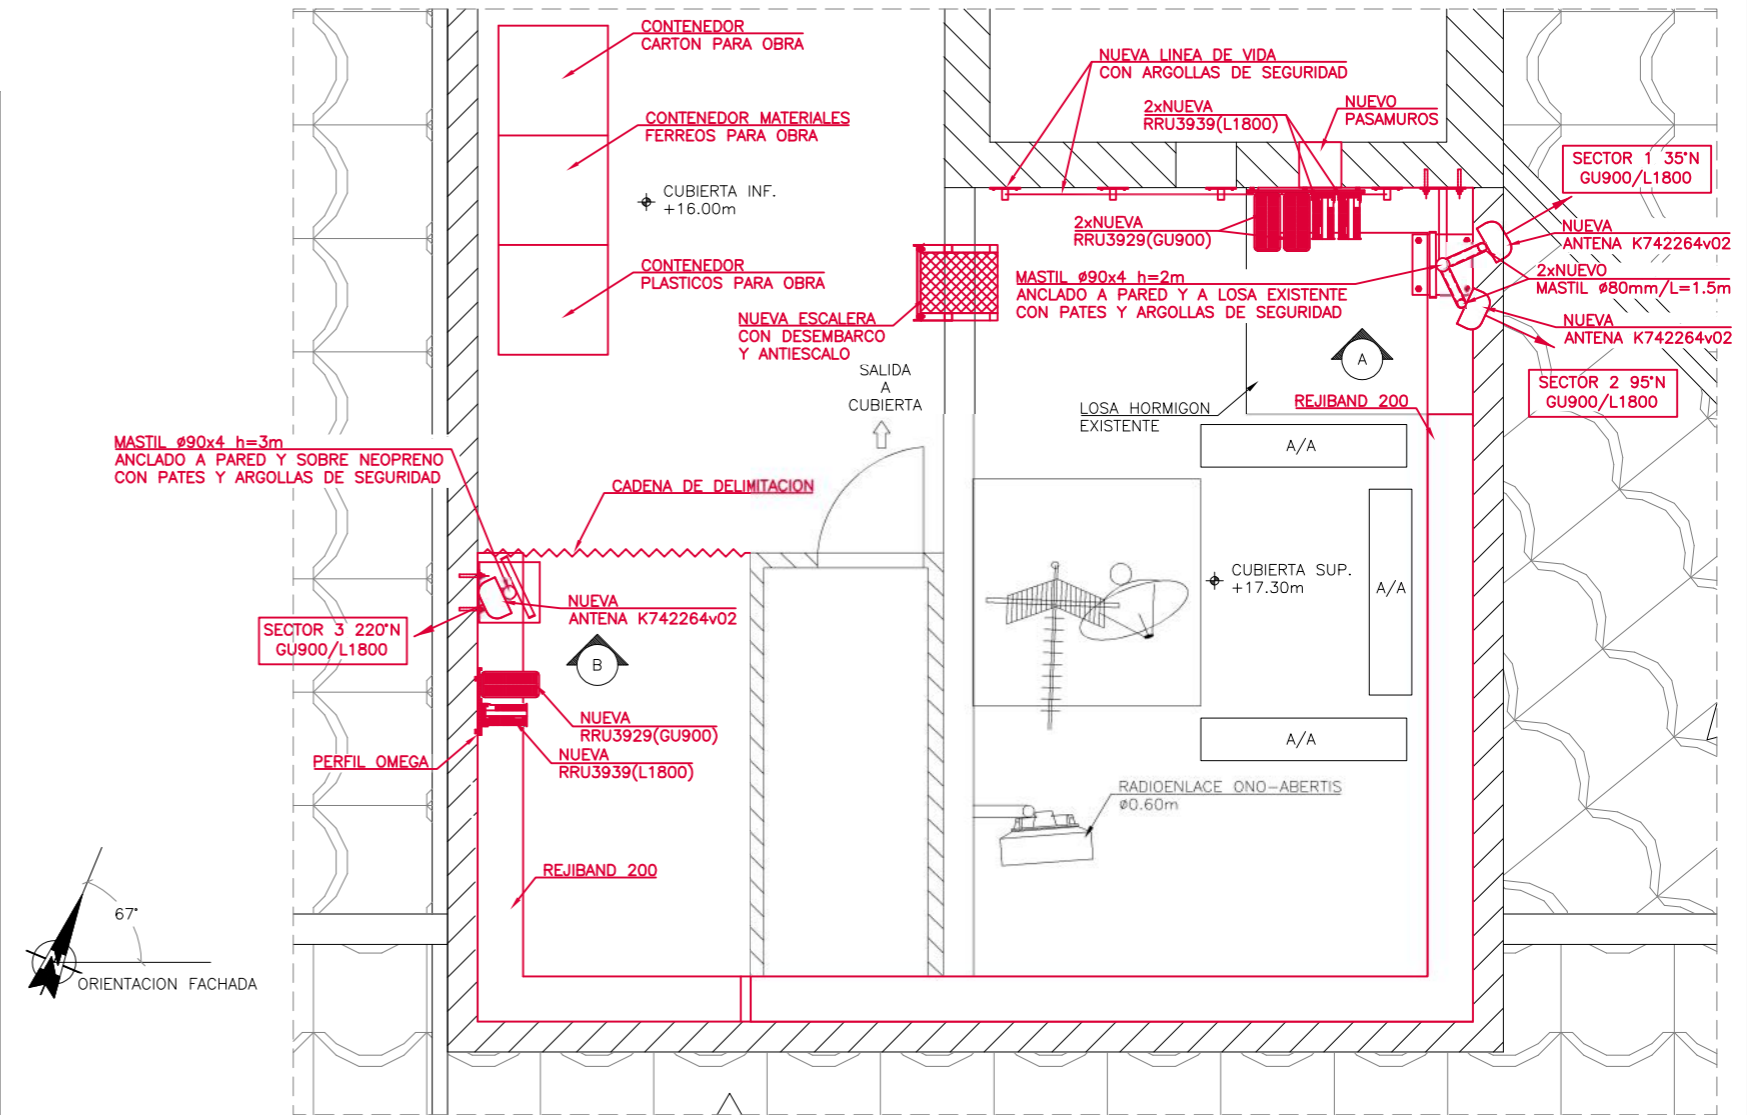 CONTENEDOR
CARTON PARA OBRA
CONTENEDOR MATERIALES
FERREOS PARA OBRA
CUBIERTA INF.
+16.00m
CONTENEDOR
PLASTICOS PARA OBRA
NUEVA ESCALERA
CON DESEMBARCO
Y ANTIESCALO
SALIDA
A
CUBIERTA
NUEVA LINEA DE VIDA
CON ARGOLLAS DE SEGURIDAD
2xNUEVA
RRU3939(L1800)
NUEVO
PASAMUROS
2xNUEVA
RRU3929(GU900)
MASTIL ø90x4 h=2m
ANCLADO A PARED Y A LOSA EXISTENTE
CON PATES Y ARGOLLAS DE SEGURIDAD
SECTOR 1 35°N
GU900/L1800
NUEVA
ANTENA K742264v02
2xNUEVO
MASTIL ø80mm/L=1.5m
NUEVA
ANTENA K742264v02
SECTOR 2 95°N
GU900/L1800
A
LOSA HORMIGON
EXISTENTE
REJIBAND 200
A/A
A/A
A/A
CUBIERTA SUP.
+17.30m
RADIOENLACE ONO-ABERTIS
ø0.60m
MASTIL ø90x4 h=3m
ANCLADO A PARED Y SOBRE NEOPRENO
CON PATES Y ARGOLLAS DE SEGURIDAD
CADENA DE DELIMITACION
NUEVA
ANTENA K742264v02
SECTOR 3 220°N
GU900/L1800
B
NUEVA
RRU3929(GU900)
NUEVA
RRU3939(L1800)
PERFIL OMEGA
REJIBAND 200
67°
N
ORIENTACION FACHADA